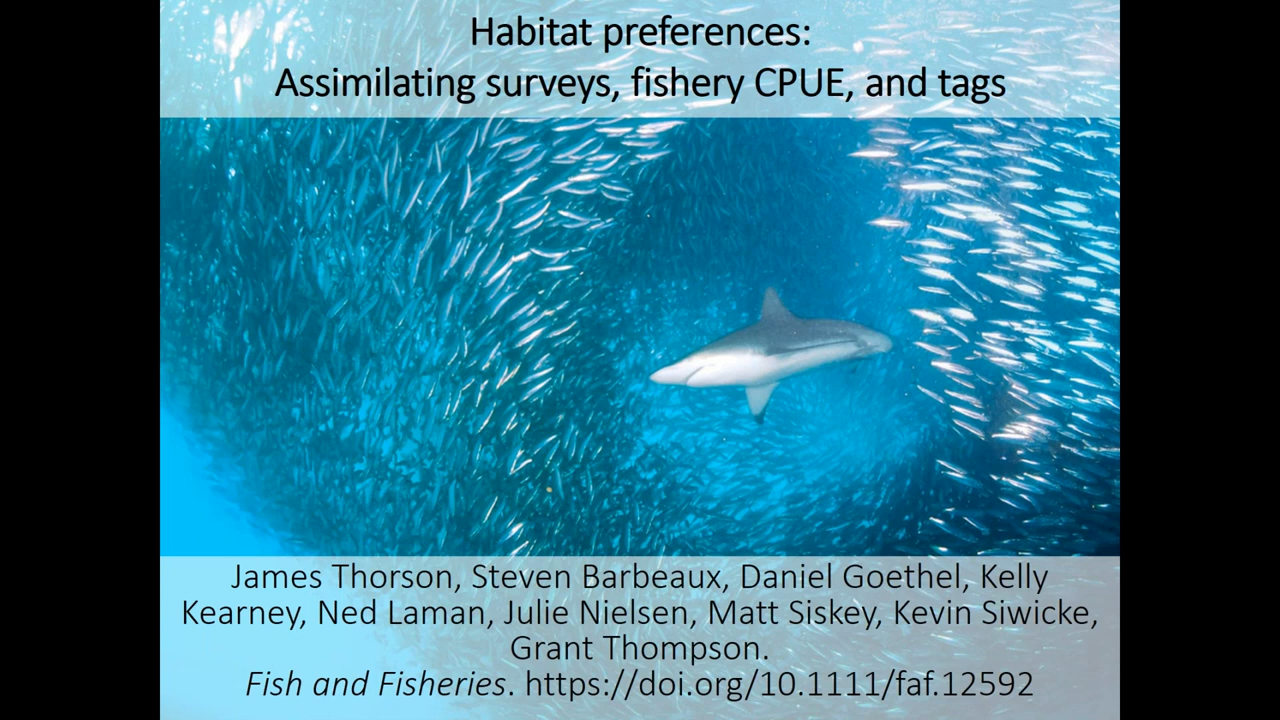 Habitat preferences:
Assimilating surveys, fishery CPUE, and tags
James Thorson, Steven Barbeaux, Daniel Goethel, Kelly
Kearney, Ned Laman, Julie Nielsen, Matt Siskey, Kevin Siwicke,
Grant Thompson.
Fish and Fisheries. https://doi.org/10.1111/faf.12592